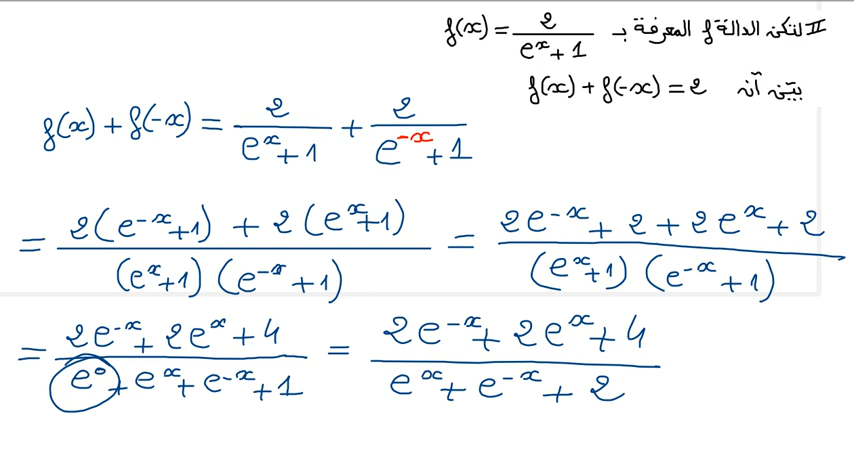 II لتكن الدالة f المعرفة بـ f(x) = 2/(e^x + 1)
بيّن أنه f(x) + f(-x) = 2
f(x) + f(-x) = 2/(e^x + 1) + 2/(e^-x + 1)
= (2(e^-x + 1) + 2(e^x + 1))/((e^x + 1)(e^-x + 1)) = (2e^-x + 2 + 2e^x + 2)/((e^x + 1)(e^-x + 1))
= (2e^-x + 2e^x + 4)/(e^0 + e^x + e^-x + 1) = (2e^-x + 2e^x + 4)/(e^x + e^-x + 2)